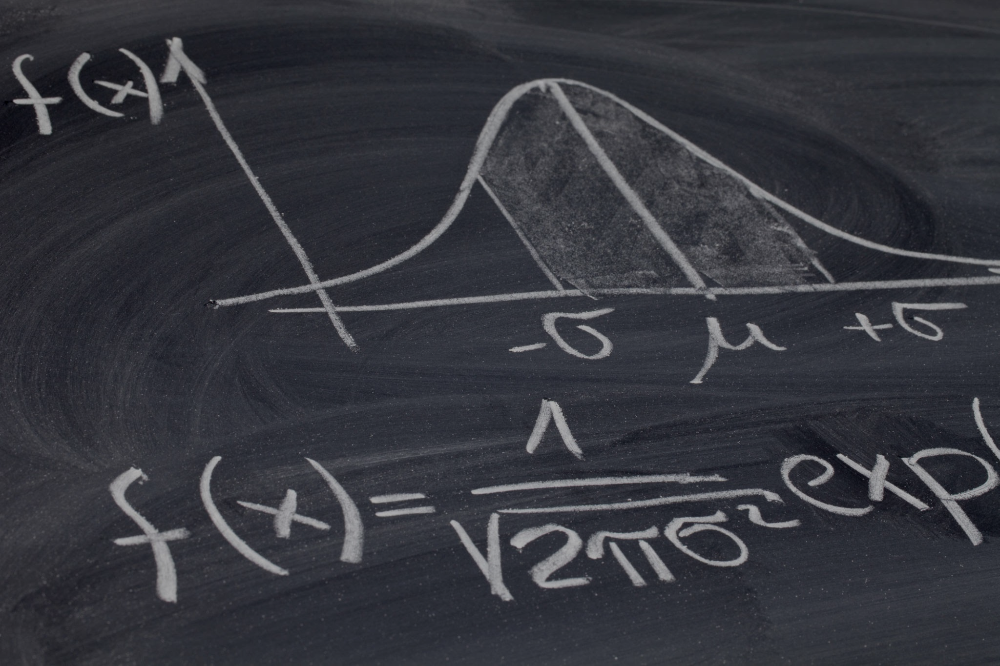 f(x)
-σ μ +σ
f(x) = 1/√2πσ² exp(